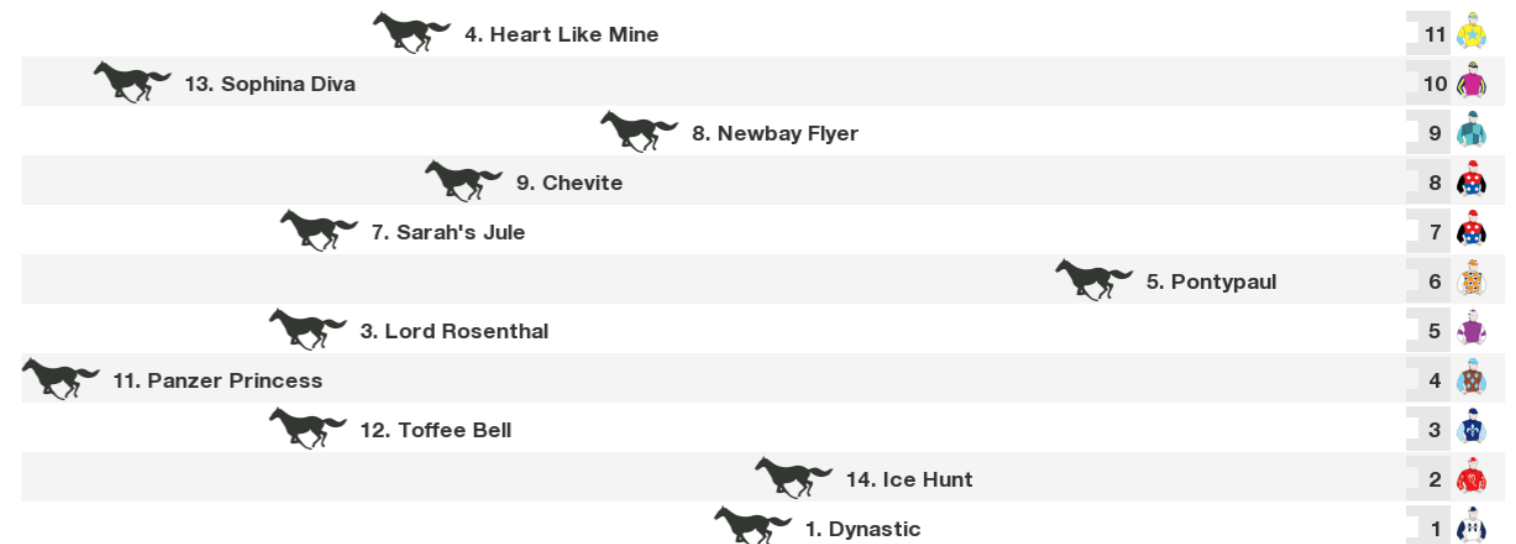 4. Heart Like Mine 11
13. Sophina Diva 10
8. Newbay Flyer 9
9. Chevite 8
7. Sarah's Jule 7
5. Pontypaul 6
3. Lord Rosenthal 5
11. Panzer Princess 4
12. Toffee Bell 3
14. Ice Hunt 2
1. Dynastic 1